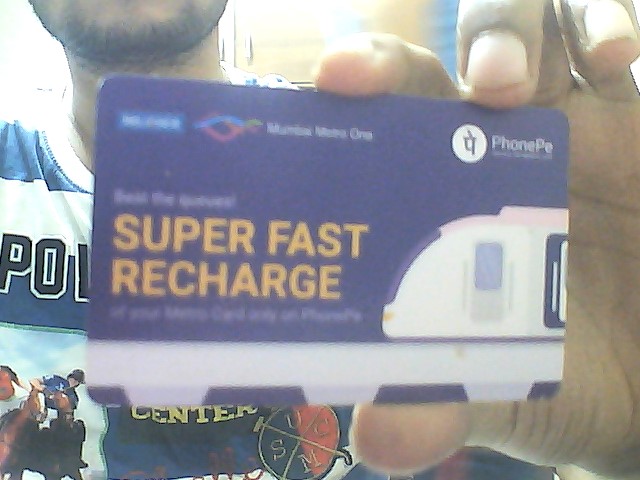 Mumbai Metro One
पे PhonePe
Beat the queues!
SUPER FAST
RECHARGE
of your Metro Card only on PhonePe
POL
CENTER
U C
S M